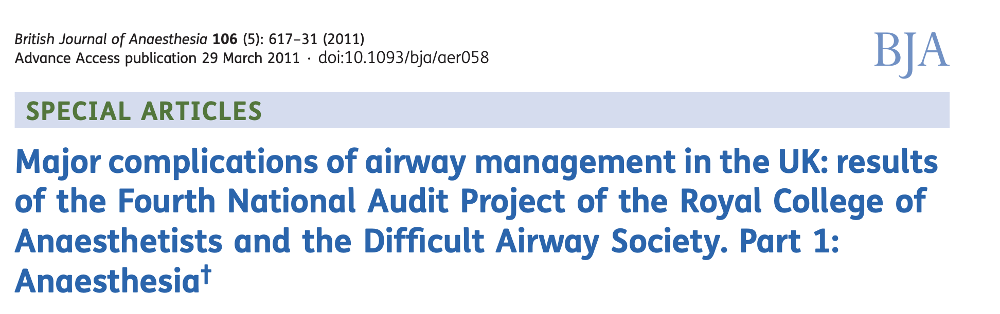 British Journal of Anaesthesia 106 (5): 617–31 (2011)
Advance Access publication 29 March 2011 · doi:10.1093/bja/aer058
BJA
SPECIAL ARTICLES
Major complications of airway management in the UK: results
of the Fourth National Audit Project of the Royal College of
Anaesthetists and the Difficult Airway Society. Part 1:
Anaesthesia†